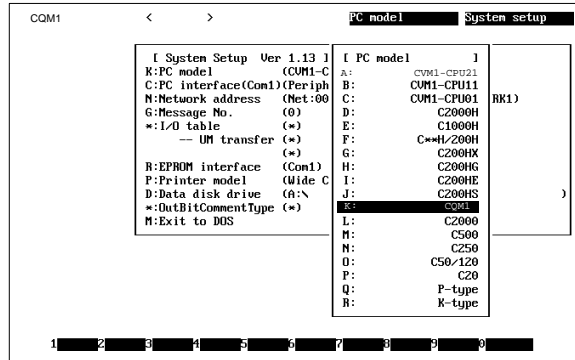 CQM1 < > PC model System setup
[ System Setup Ver 1.13 ] [ PC model ]
K:PC model (CVM1-C A: CVM1-CPU21
C:PC interface(Com1)(Periph B: CVM1-CPU11
N:Network address (Net:00 C: CVM1-CPU01 RK1)
G:Message No. (0) D: C2000H
*:I/O table (*) E: C1000H
-- UM transfer (*) F: C**H/200H
(*) G: C200HX
R:EPROM interface (Com1) H: C200HG
P:Printer model (Wide C I: C200HE
D:Data disk drive (A:\ J: C200HS )
*:OutBitCommentType (*) K: CQM1
M:Exit to DOS L: C2000
M: C500
N: C250
O: C50/120
P: C20
Q: P-type
R: K-type
1 2 3 4 5 6 7 8 9 0